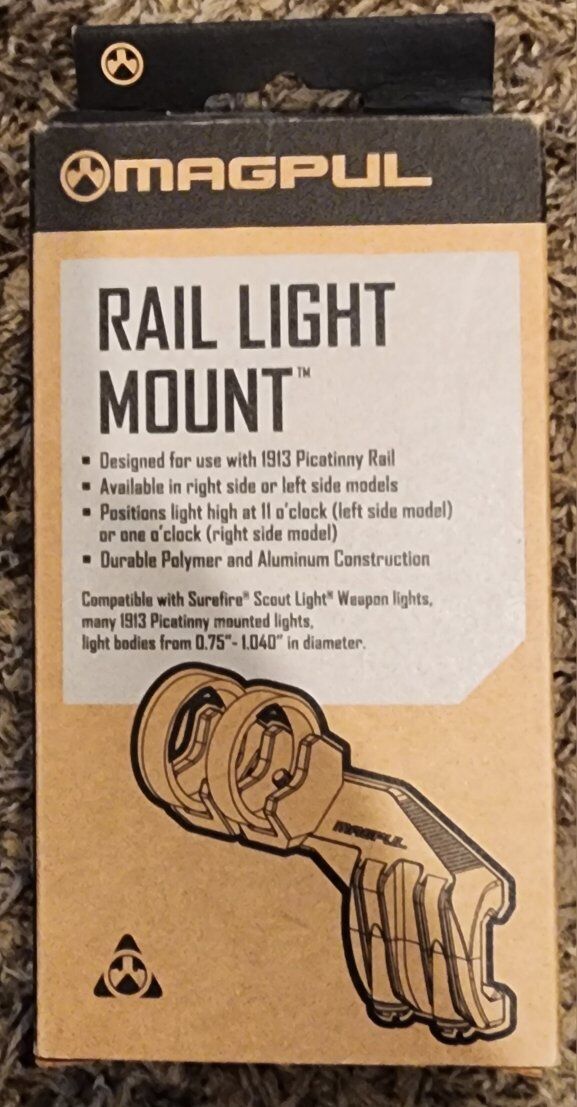 MAGPUL
RAIL LIGHT
MOUNT™
▪ Designed for use with 1913 Picatinny Rail
▪ Available in right side or left side models
▪ Positions light high at 11 o'clock (left side model)
or one o'clock (right side model)
▪ Durable Polymer and Aluminum Construction
Compatible with Surefire® Scout Light® Weapon lights,
many 1913 Picatinny mounted lights,
light bodies from 0.75"- 1.040" in diameter.
MAGPUL